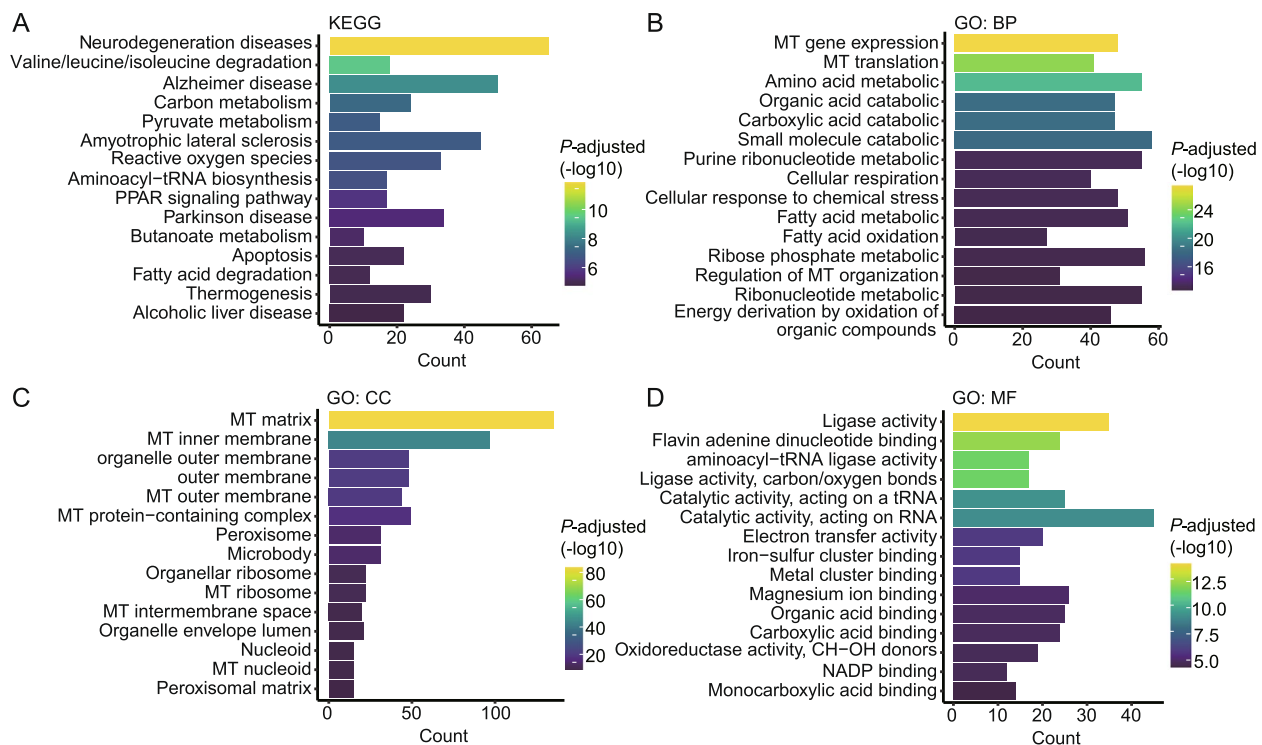 A
KEGG
Neurodegeneration diseases
Valine/leucine/isoleucine degradation
Alzheimer disease
Carbon metabolism
Pyruvate metabolism
Amyotrophic lateral sclerosis
Reactive oxygen species
Aminoacyl−tRNA biosynthesis
PPAR signaling pathway
Parkinson disease
Butanoate metabolism
Apoptosis
Fatty acid degradation
Thermogenesis
Alcoholic liver disease
0 20 40 60
Count
P-adjusted
(-log10)
10
8
6
B
GO: BP
MT gene expression
MT translation
Amino acid metabolic
Organic acid catabolic
Carboxylic acid catabolic
Small molecule catabolic
Purine ribonucleotide metabolic
Cellular respiration
Cellular response to chemical stress
Fatty acid metabolic
Fatty acid oxidation
Ribose phosphate metabolic
Regulation of MT organization
Ribonucleotide metabolic
Energy derivation by oxidation of
organic compounds
0 20 40 60
Count
P-adjusted
(-log10)
24
20
16
C
GO: CC
MT matrix
MT inner membrane
organelle outer membrane
outer membrane
MT outer membrane
MT protein−containing complex
Peroxisome
Microbody
Organellar ribosome
MT ribosome
MT intermembrane space
Organelle envelope lumen
Nucleoid
MT nucleoid
Peroxisomal matrix
0 50 100
Count
P-adjusted
(-log10)
80
60
40
20
D
GO: MF
Ligase activity
Flavin adenine dinucleotide binding
aminoacyl−tRNA ligase activity
Ligase activity, carbon/oxygen bonds
Catalytic activity, acting on a tRNA
Catalytic activity, acting on RNA
Electron transfer activity
Iron−sulfur cluster binding
Metal cluster binding
Magnesium ion binding
Organic acid binding
Carboxylic acid binding
Oxidoreductase activity, CH−OH donors
NADP binding
Monocarboxylic acid binding
0 10 20 30 40
Count
P-adjusted
(-log10)
12.5
10.0
7.5
5.0